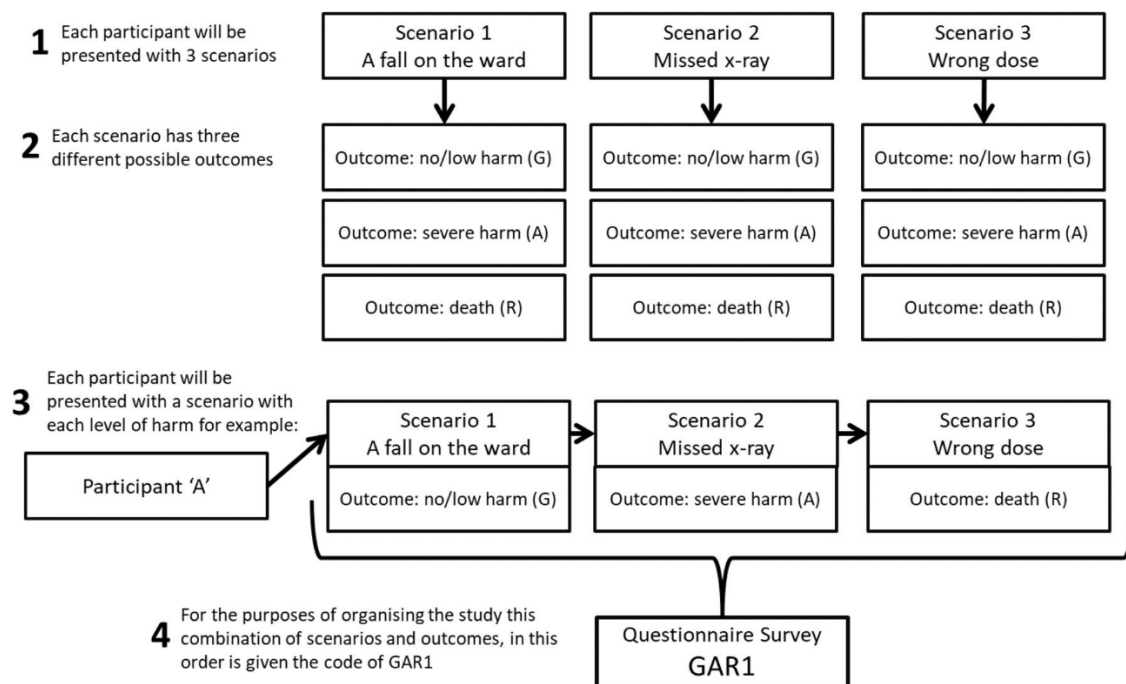 1
Each participant will be
presented with 3 scenarios
Scenario 1
A fall on the ward
Scenario 2
Missed x-ray
Scenario 3
Wrong dose
2
Each scenario has three
different possible outcomes
Outcome: no/low harm (G)
Outcome: no/low harm (G)
Outcome: no/low harm (G)
Outcome: severe harm (A)
Outcome: severe harm (A)
Outcome: severe harm (A)
Outcome: death (R)
Outcome: death (R)
Outcome: death (R)
3
Each participant will be
presented with a scenario with
each level of harm for example:
Participant ‘A’
Scenario 1
A fall on the ward
Outcome: no/low harm (G)
Scenario 2
Missed x-ray
Outcome: severe harm (A)
Scenario 3
Wrong dose
Outcome: death (R)
4
For the purposes of organising the study this
combination of scenarios and outcomes, in this
order is given the code of GAR1
Questionnaire Survey
GAR1